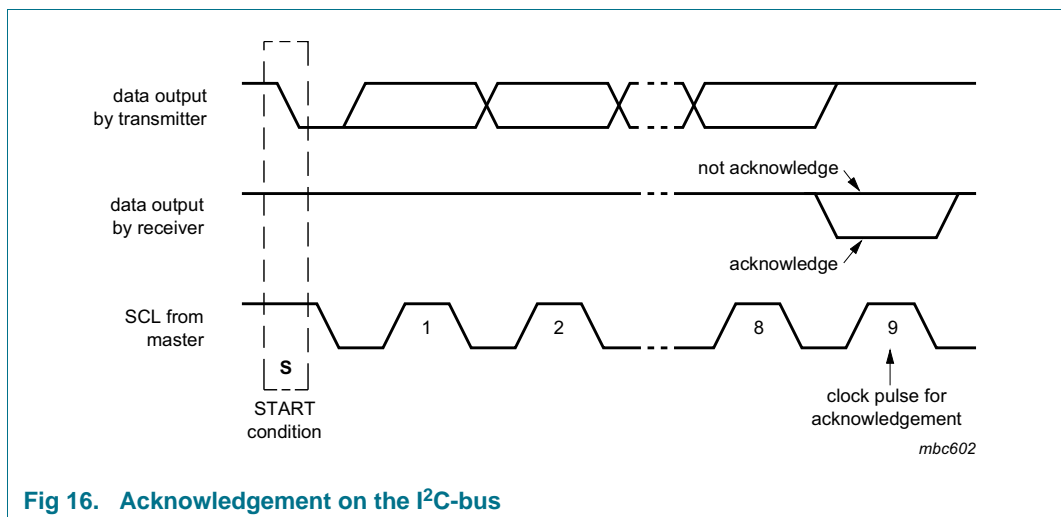 data output
by transmitter
not acknowledge
data output
by receiver
acknowledge
SCL from
master
1
2
8
9
S
START
condition
clock pulse for
acknowledgement
mbc602
Fig 16. Acknowledgement on the I²C-bus